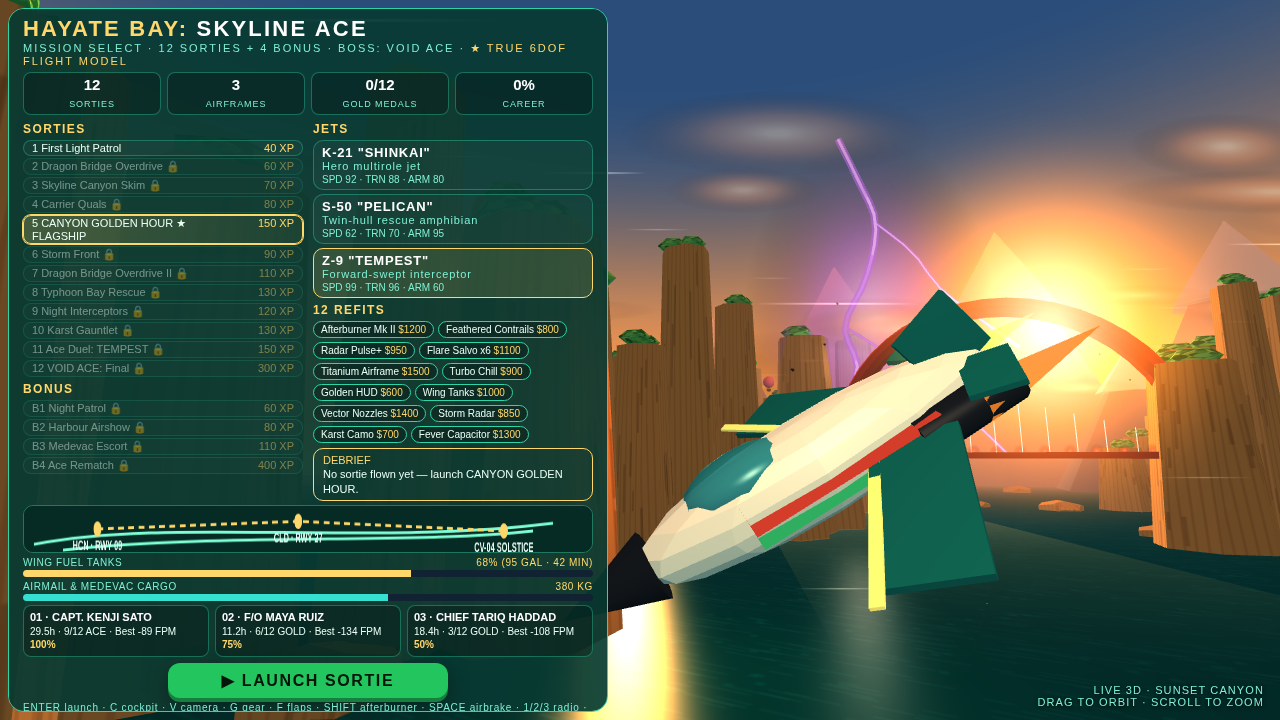 HAYATE BAY: SKYLINE ACE
MISSION SELECT · 12 SORTIES + 4 BONUS · BOSS: VOID ACE · ★ TRUE 6DOF
FLIGHT MODEL
12
SORTIES
3
AIRFRAMES
0/12
GOLD MEDALS
0%
CAREER
SORTIES
1 First Light Patrol 40 XP
2 Dragon Bridge Overdrive 🔒 60 XP
3 Skyline Canyon Skim 🔒 70 XP
4 Carrier Quals 🔒 80 XP
5 CANYON GOLDEN HOUR ★ 150 XP
FLAGSHIP
6 Storm Front 🔒 90 XP
7 Dragon Bridge Overdrive II 🔒 110 XP
8 Typhoon Bay Rescue 🔒 130 XP
9 Night Interceptors 🔒 120 XP
10 Karst Gauntlet 🔒 130 XP
11 Ace Duel: TEMPEST 🔒 150 XP
12 VOID ACE: Final 🔒 300 XP
BONUS
B1 Night Patrol 🔒 60 XP
B2 Harbour Airshow 🔒 80 XP
B3 Medevac Escort 🔒 110 XP
B4 Ace Rematch 🔒 400 XP
JETS
K-21 "SHINKAI"
Hero multirole jet
SPD 92 · TRN 88 · ARM 80
S-50 "PELICAN"
Twin-hull rescue amphibian
SPD 62 · TRN 70 · ARM 95
Z-9 "TEMPEST"
Forward-swept interceptor
SPD 99 · TRN 96 · ARM 60
12 REFITS
Afterburner Mk II $1200 Feathered Contrails $800
Radar Pulse+ $950 Flare Salvo x6 $1100
Titanium Airframe $1500 Turbo Chill $900
Golden HUD $600 Wing Tanks $1000
Vector Nozzles $1400 Storm Radar $850
Karst Camo $700 Fever Capacitor $1300
DEBRIEF
No sortie flown yet — launch CANYON GOLDEN
HOUR.
HCN · RWY 09
CLD · RWY 27
CV-04 SOLSTICE
WING FUEL TANKS 68% (95 GAL · 42 MIN)
AIRMAIL & MEDEVAC CARGO 380 KG
01 · CAPT. KENJI SATO
29.5h · 9/12 ACE · Best -89 FPM
100%
02 · F/O MAYA RUIZ
11.2h · 6/12 GOLD · Best -134 FPM
75%
03 · CHIEF TARIQ HADDAD
18.4h · 3/12 GOLD · Best -108 FPM
50%
▶ LAUNCH SORTIE
ENTER launch · C cockpit · V camera · G gear · F flaps · SHIFT afterburner · SPACE airbrake · 1/2/3 radio ·
LIVE 3D · SUNSET CANYON
DRAG TO ORBIT · SCROLL TO ZOOM